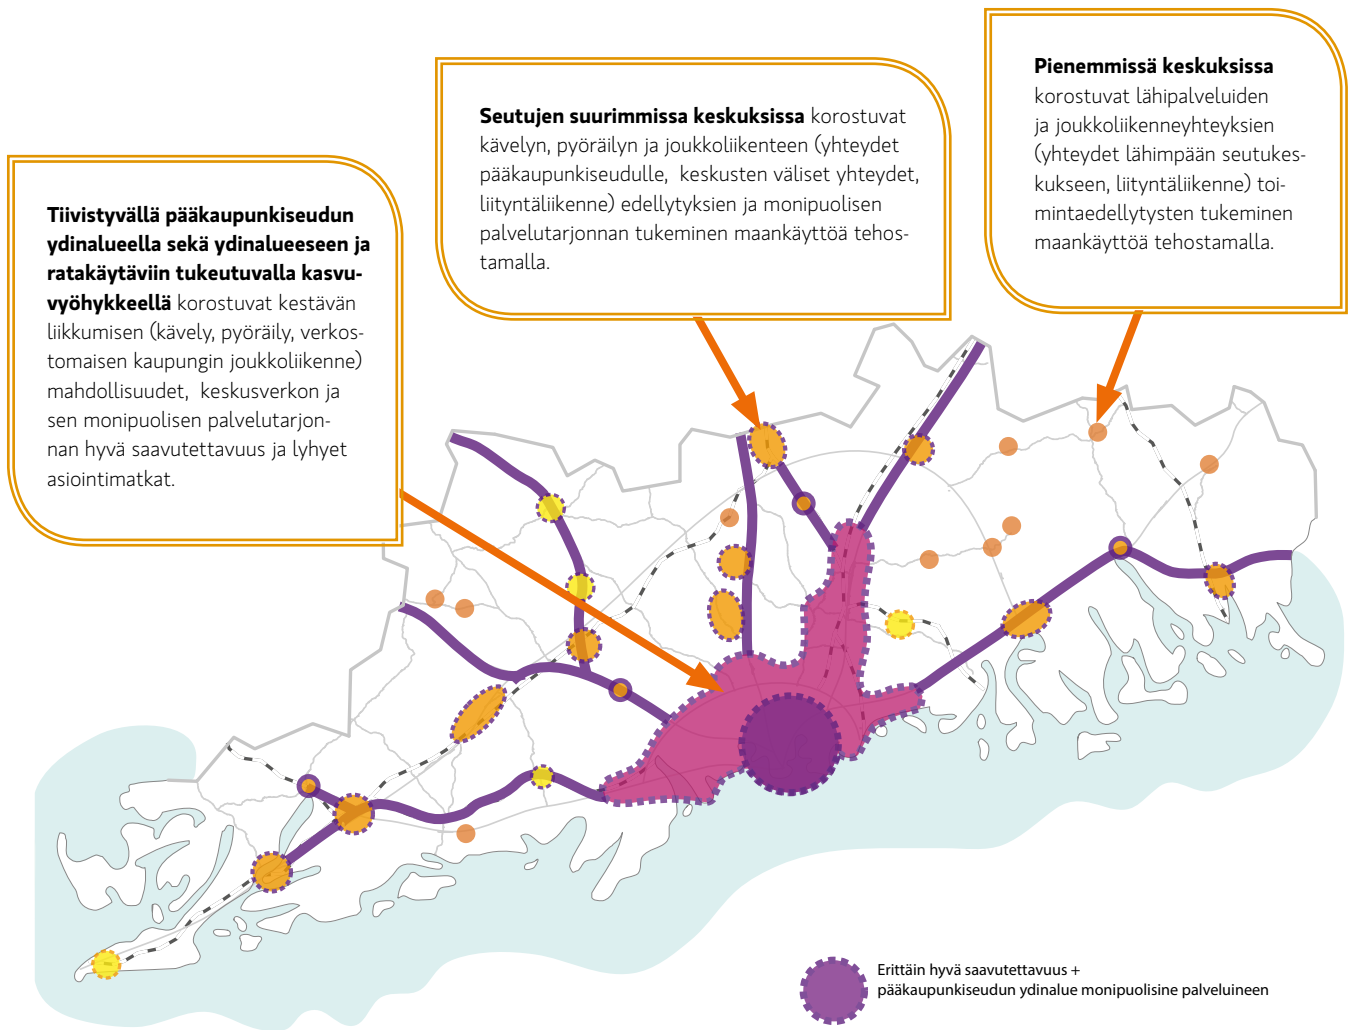 Tiivistyvällä pääkaupunkiseudun
ydinalueella sekä ydinalueeseen ja
ratakäytäviin tukeutuvalla kasvu-
vyöhykkeellä korostuvat kestävän
liikkumisen (kävely, pyöräily, verkos-
tomaisen kaupungin joukkoliikenne)
mahdollisuudet, keskusverkon ja
sen monipuolisen palvelutarjon-
nan hyvä saavutettavuus ja lyhyet
asiointimatkat.
Seutujen suurimmissa keskuksissa korostuvat
kävelyn, pyöräilyn ja joukkoliikenteen (yhteydet
pääkaupunkiseudulle, keskusten väliset yhteydet,
liityntäliikenne) edellytyksien ja monipuolisen
palvelutarjonnan tukeminen maankäyttöä tehos-
tamalla.
Pienemmissä keskuksissa
korostuvat lähipalveluiden
ja joukkoliikenneyhteyksien
(yhteydet lähimpään seutukes-
kukseen, liityntäliikenne) toi-
mintaedellytysten tukeminen
maankäyttöä tehostamalla.
Erittäin hyvä saavutettavuus +
pääkaupunkiseudun ydinalue monipuolisine palveluineen